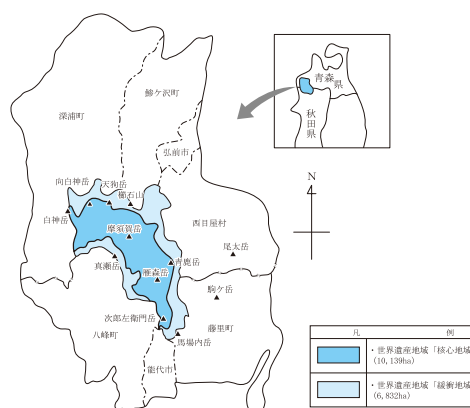 鰺ケ沢町
深浦町
弘前市
向白神岳
天狗岳
櫛石山
白神岳
摩須賀岳
西目屋村
尾太岳
真瀬岳
青鹿岳
雁森岳
駒ケ岳
次郎左衛門岳
藤里町
八峰町
馬場内岳
能代市
青森県
秋田県
N
凡 例
・世界遺産地域「核心地域
(10,139ha)
・世界遺産地域「緩衝地域
(6,832ha)